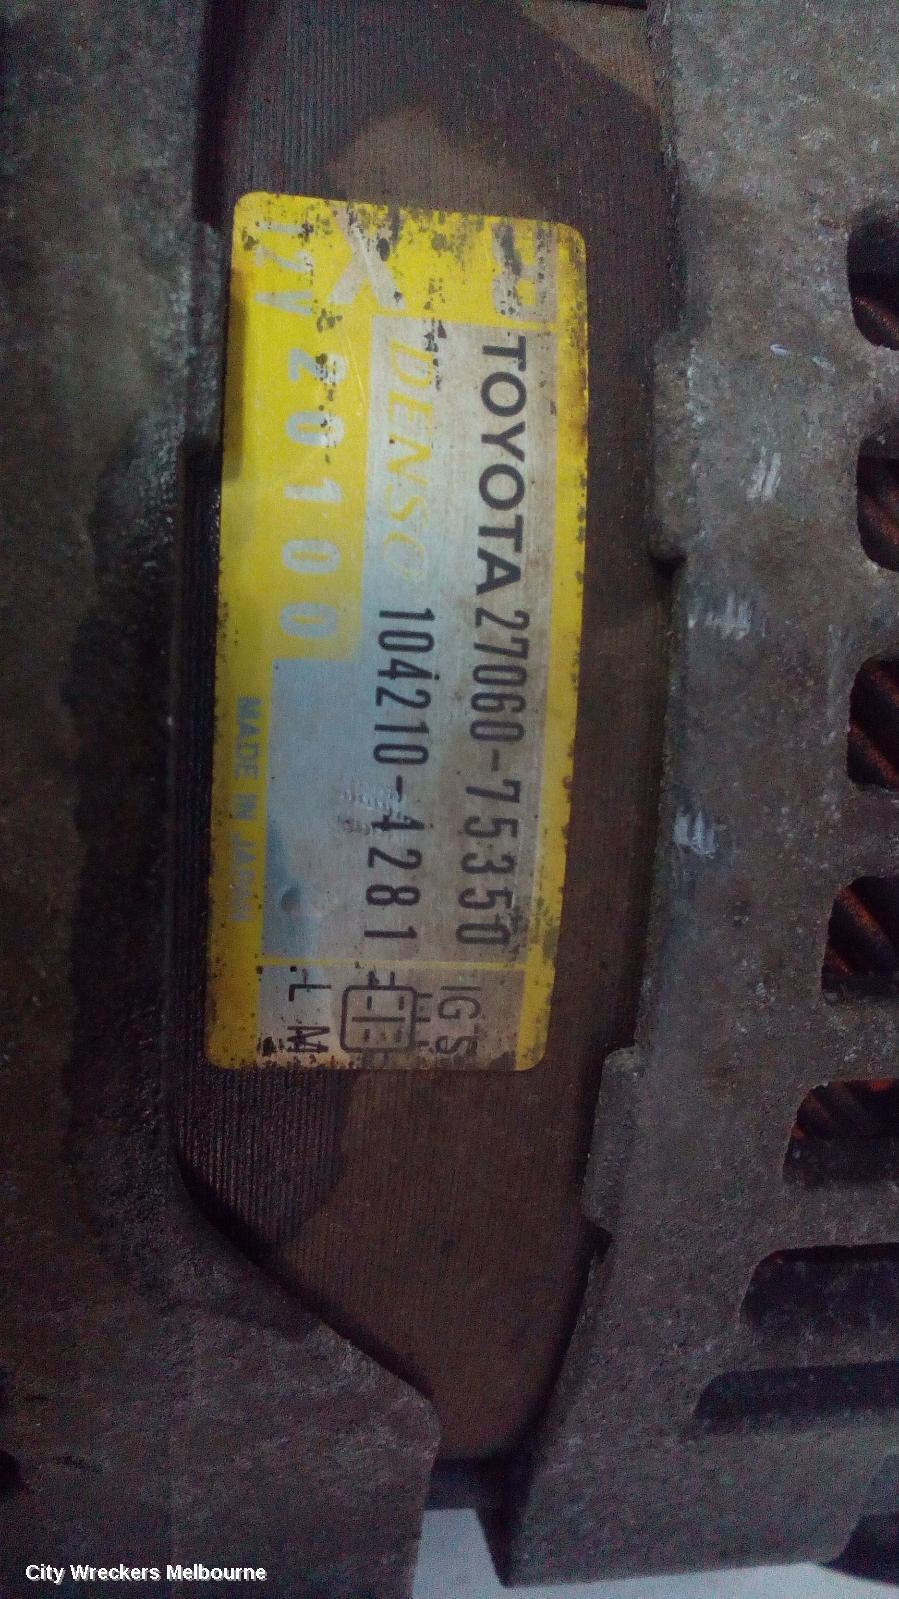 TOYOTA 27060-75350
DENSO 104210-4281
12V 20100
MADE IN JAPAN
IG S
L M
City Wreckers Melbourne